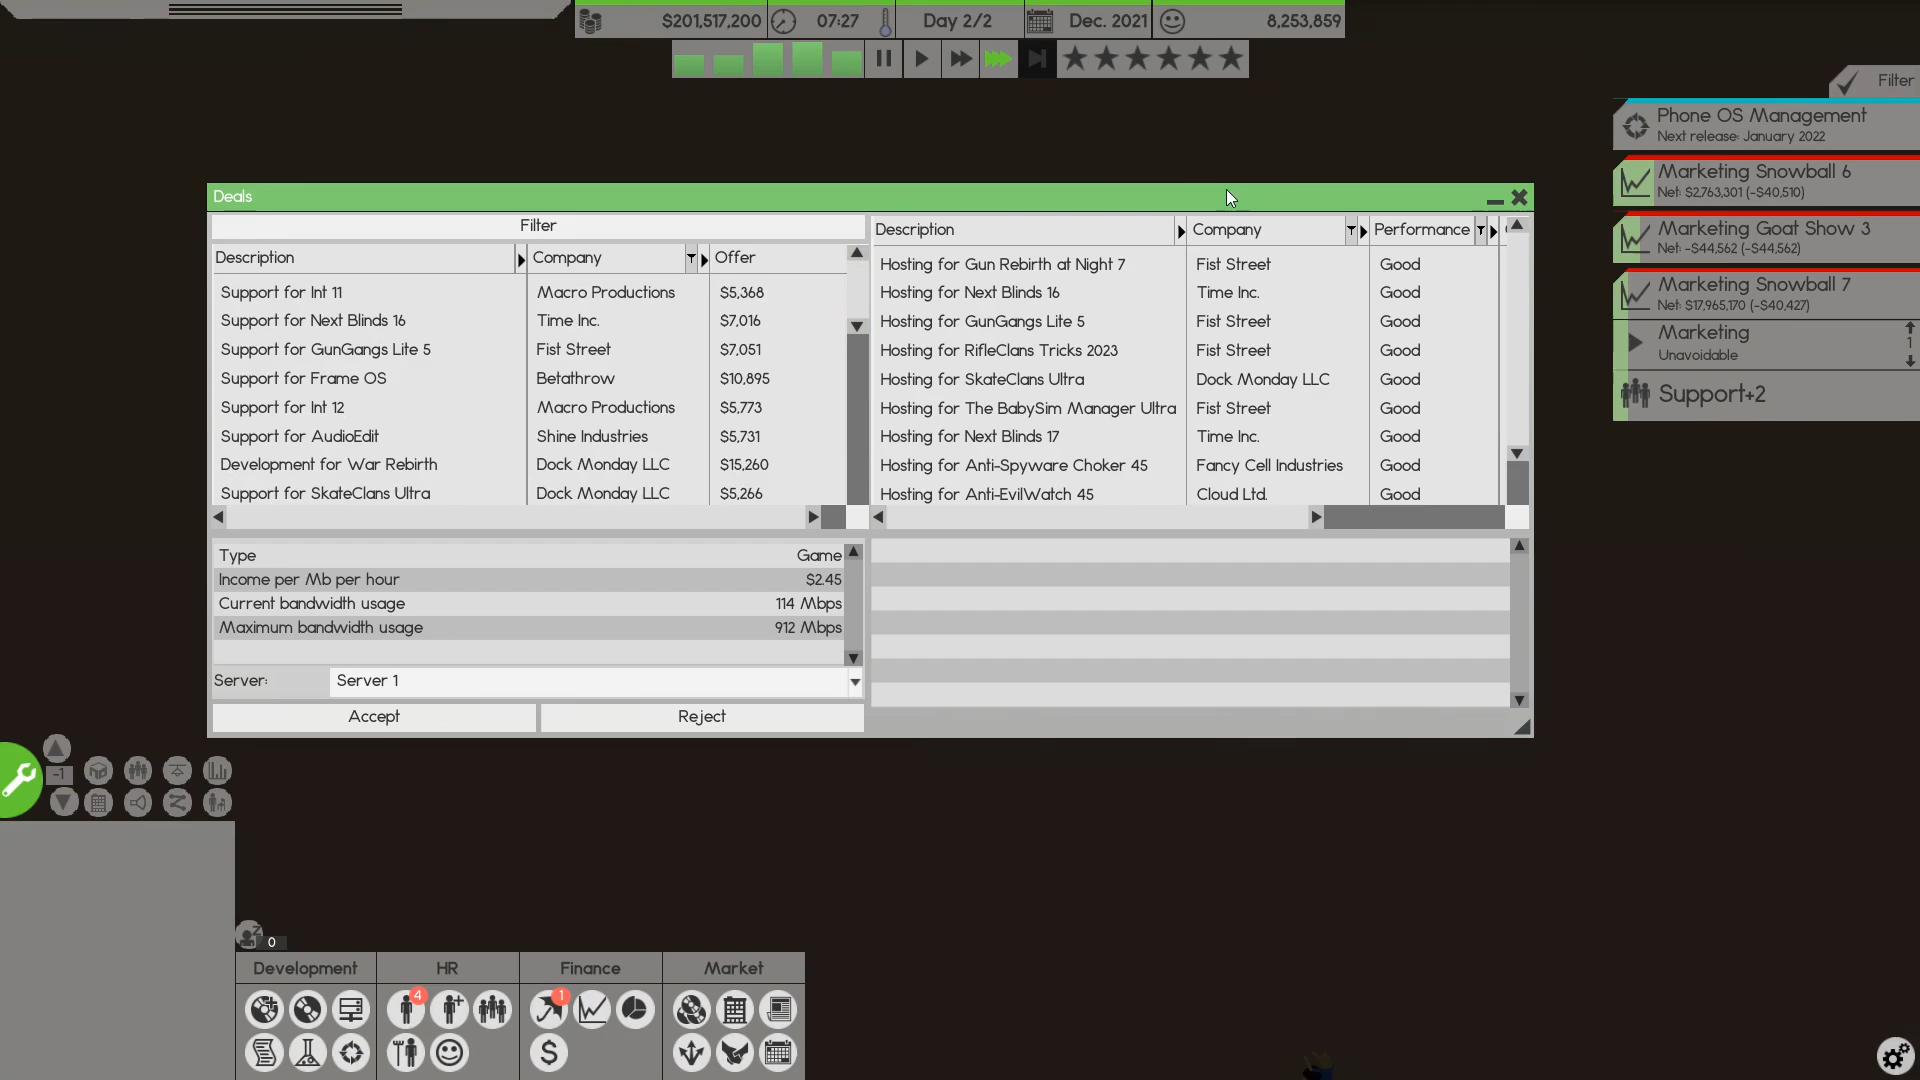 $201,517,200
07:27
Day 2/2
Dec. 2021
8,253,859
Filter
Phone OS Management
Next release: January 2022
Marketing Snowball 6
Net: $2,763,301 (-$40,510)
Marketing Goat Show 3
Net: -$44,562 (-$44,562)
Marketing Snowball 7
Net: $17,965,170 (-$40,427)
Marketing
Unavoidable
1
Support+2
Deals
Filter
Description Company Offer
Support for Int 11 Macro Productions $5,368
Support for Next Blinds 16 Time Inc. $7,016
Support for GunGangs Lite 5 Fist Street $7,051
Support for Frame OS Betathrow $10,895
Support for Int 12 Macro Productions $5,773
Support for AudioEdit Shine Industries $5,731
Development for War Rebirth Dock Monday LLC $15,260
Support for SkateClans Ultra Dock Monday LLC $5,266
Description Company Performance
Hosting for Gun Rebirth at Night 7 Fist Street Good
Hosting for Next Blinds 16 Time Inc. Good
Hosting for GunGangs Lite 5 Fist Street Good
Hosting for RifleClans Tricks 2023 Fist Street Good
Hosting for SkateClans Ultra Dock Monday LLC Good
Hosting for The BabySim Manager Ultra Fist Street Good
Hosting for Next Blinds 17 Time Inc. Good
Hosting for Anti-Spyware Choker 45 Fancy Cell Industries Good
Hosting for Anti-EvilWatch 45 Cloud Ltd. Good
Type Game
Income per Mb per hour $2.45
Current bandwidth usage 114 Mbps
Maximum bandwidth usage 912 Mbps
Server: Server 1
Accept Reject
-1
0
Development HR Finance Market
4
1